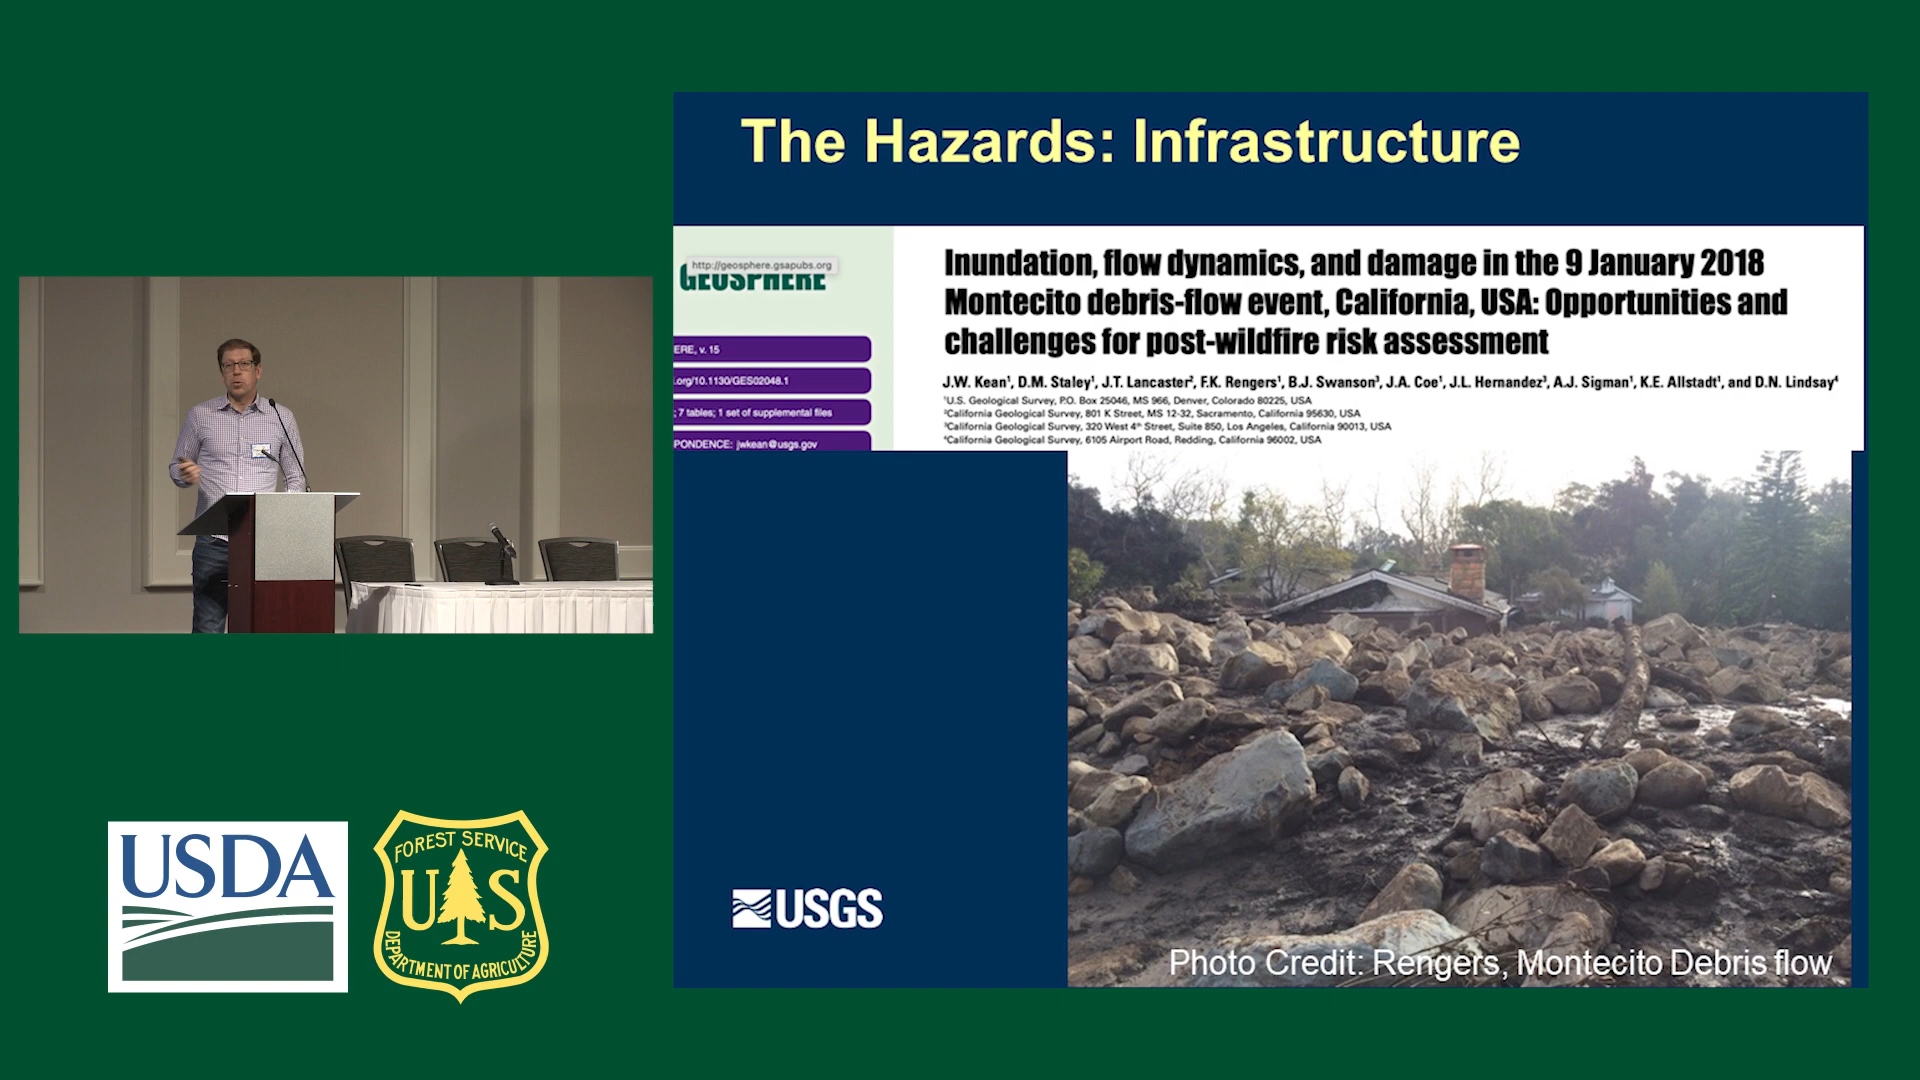 The Hazards: Infrastructure
http://geosphere.gsapubs.org
GEOSPHERE
ERE, v. 15
.org/10.1130/GES02048.1
; 7 tables; 1 set of supplemental files
PONDENCE: jwkean@usgs.gov
Inundation, flow dynamics, and damage in the 9 January 2018
Montecito debris-flow event, California, USA: Opportunities and
challenges for post-wildfire risk assessment
J.W. Kean¹, D.M. Staley¹, J.T. Lancaster², F.K. Rengers¹, B.J. Swanson³, J.A. Coe¹, J.L. Hernandez³, A.J. Sigman¹, K.E. Allstadt¹, and D.N. Lindsay⁴
¹U.S. Geological Survey, P.O. Box 25046, MS 966, Denver, Colorado 80225, USA
²California Geological Survey, 801 K Street, MS 12-32, Sacramento, California 95630, USA
³California Geological Survey, 320 West 4th Street, Suite 850, Los Angeles, California 90013, USA
⁴California Geological Survey, 6105 Airport Road, Redding, California 96002, USA
USGS
Photo Credit: Rengers, Montecito Debris flow
USDA
FOREST SERVICE
U S
DEPARTMENT OF AGRICULTURE